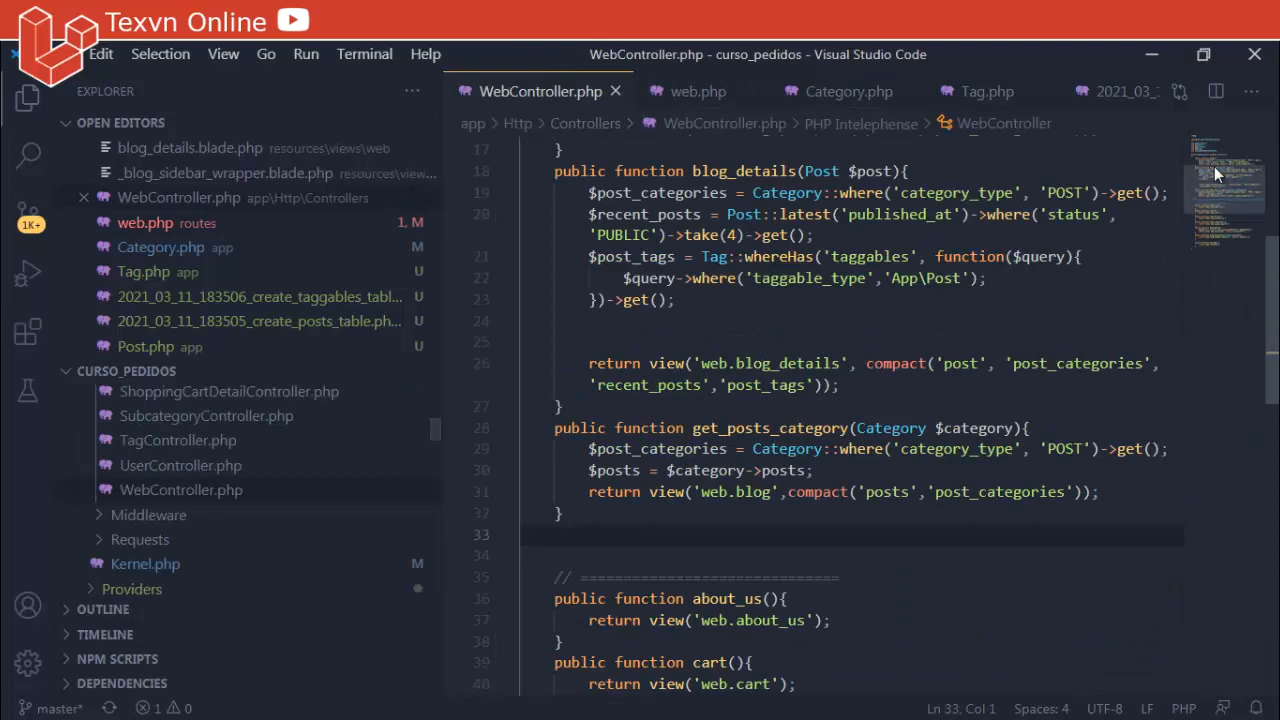 Texvn Online
Edit Selection View Go Run Terminal Help
WebController.php - curso_pedidos - Visual Studio Code
EXPLORER
OPEN EDITORS
blog_details.blade.php resources\views\web
_blog_sidebar_wrapper.blade.php resources\view...
WebController.php app\Http\Controllers
web.php routes 1, M
1K+
Category.php app M
Tag.php app U
2021_03_11_183506_create_taggables_tabl... U
2021_03_11_183505_create_posts_table.ph... U
Post.php app U
CURSO_PEDIDOS
ShoppingCartDetailController.php
SubcategoryController.php
TagController.php
UserController.php
WebController.php
Middleware
Requests
Kernel.php M
Providers
OUTLINE
TIMELINE
NPM SCRIPTS
DEPENDENCIES
WebController.php web.php Category.php Tag.php 2021_03_
app > Http > Controllers > WebController.php > PHP Intelephense > WebController
17 }
18 public function blog_details(Post $post){
19 $post_categories = Category::where('category_type', 'POST')->get();
20 $recent_posts = Post::latest('published_at')->where('status',
'PUBLIC')->take(4)->get();
21 $post_tags = Tag::whereHas('taggables', function($query){
22 $query->where('taggable_type','App\Post');
23 })->get();
24
25
26 return view('web.blog_details', compact('post', 'post_categories',
'recent_posts','post_tags'));
27 }
28 public function get_posts_category(Category $category){
29 $post_categories = Category::where('category_type', 'POST')->get();
30 $posts = $category->posts;
31 return view('web.blog',compact('posts','post_categories'));
32 }
33
34
35 // ==============================
36 public function about_us(){
37 return view('web.about_us');
38 }
39 public function cart(){
40 return view('web.cart');
master* 1 0 Ln 33, Col 1 Spaces: 4 UTF-8 LF PHP